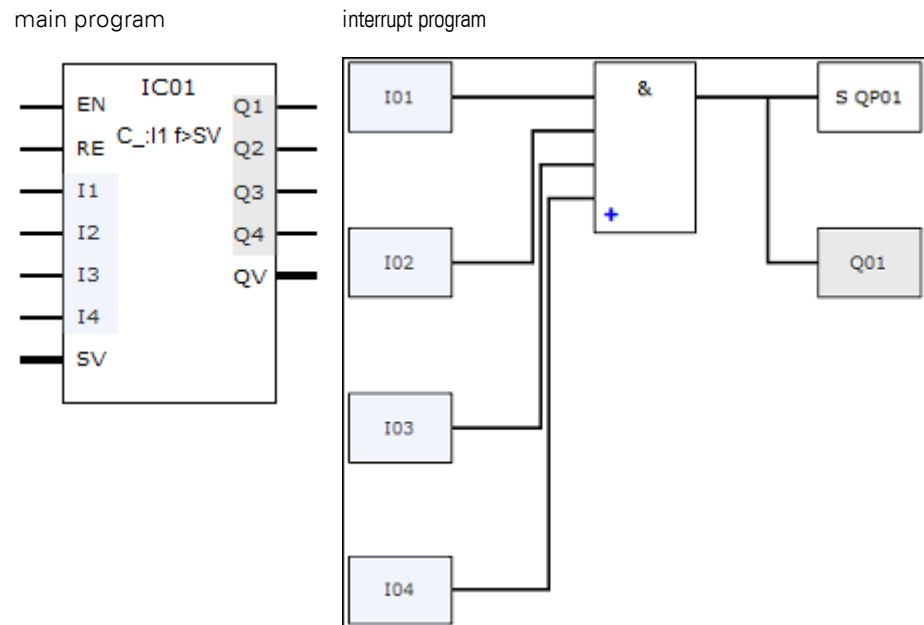 main program
interrupt program
IC01
C_:I1 f>SV
EN
RE
I1
I2
I3
I4
SV
Q1
Q2
Q3
Q4
QV
I01
I02
I03
I04
&
+
S QP01
Q01